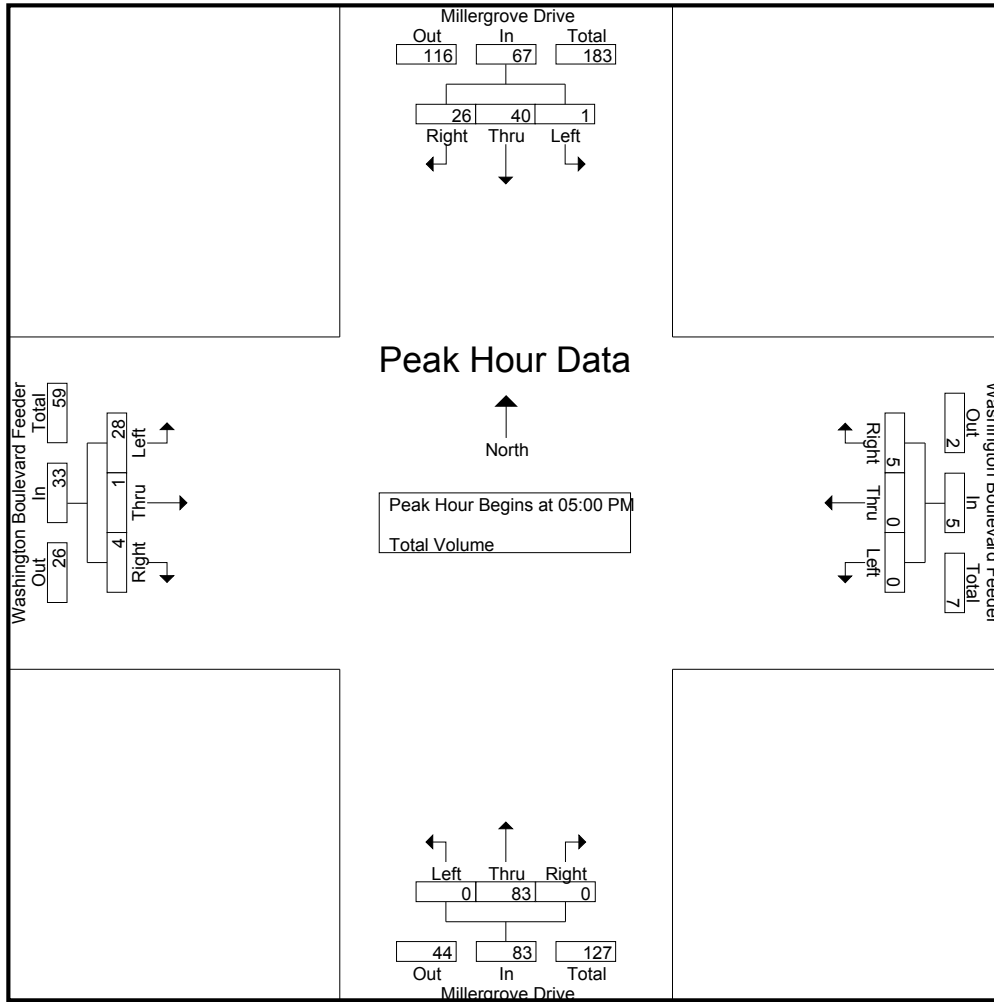 Millergrove Drive
Out In Total
116 67 183
26 40 1
Right Thru Left
Peak Hour Data
North
Peak Hour Begins at 05:00 PM
Total Volume
Washington Boulevard Feeder
Total In Out
59 33 26
28 1 4
Left Thru Right
Washington Boulevard Feeder
Out In Total
2 5 7
5 0 0
Right Thru Left
Left Thru Right
0 83 0
44 83 127
Out In Total
Millergrove Drive